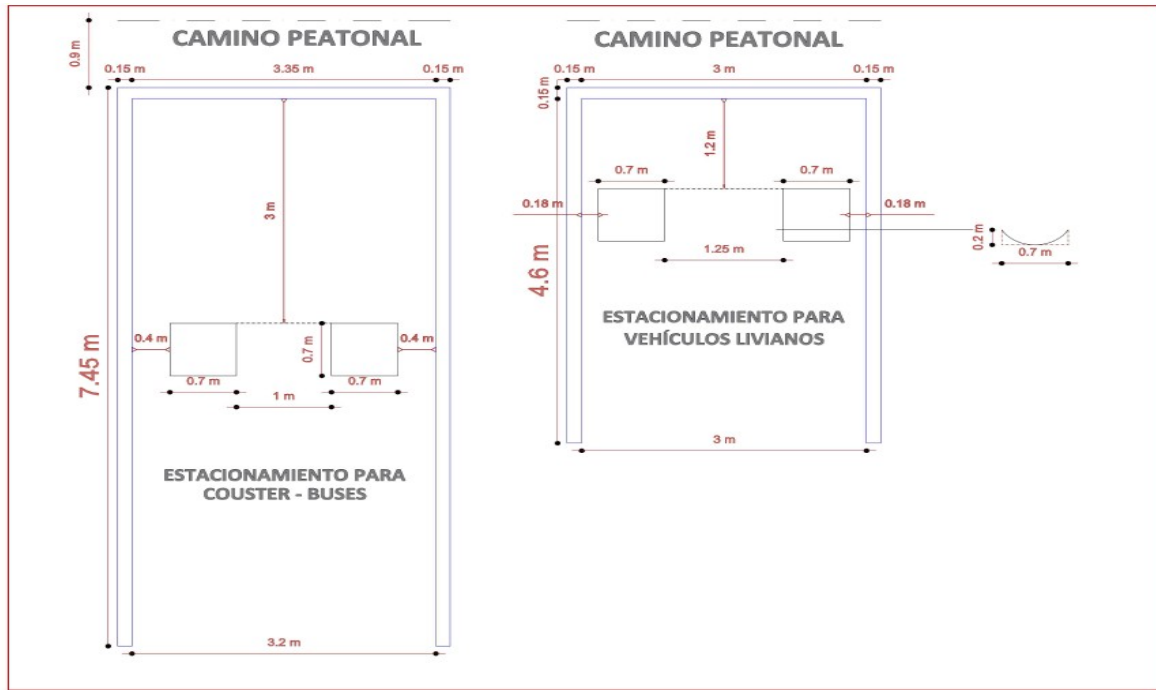 CAMINO PEATONAL
0.9 m
0.15 m
3.35 m
0.15 m
3 m
7.45 m
0.4 m
0.7 m
0.4 m
0.7 m
0.7 m
1 m
ESTACIONAMIENTO PARA
COUSTER - BUSES
3.2 m
CAMINO PEATONAL
0.15 m
3 m
0.15 m
0.15 m
1.2 m
0.7 m
0.7 m
0.18 m
0.18 m
1.25 m
4.6 m
0.2 m
0.7 m
ESTACIONAMIENTO PARA
VEHÍCULOS LIVIANOS
3 m